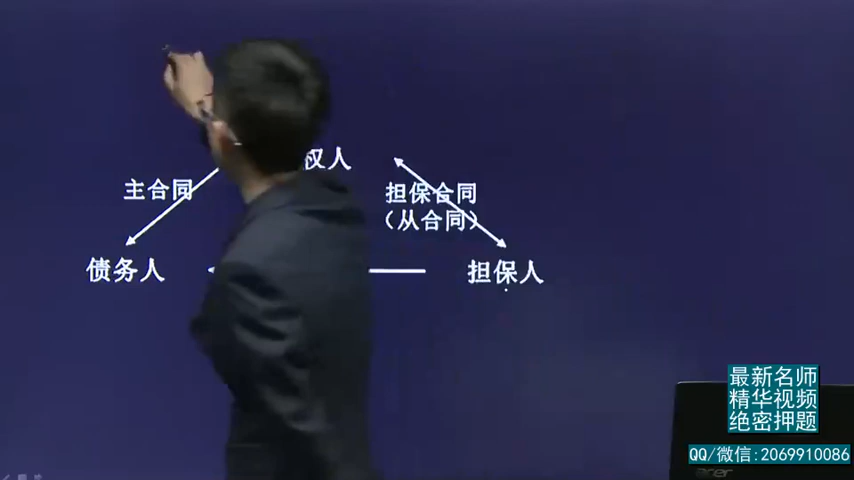 权人
主合同
担保合同
(从合同)
债务人
担保人
最新名师
精华视频
绝密押题
QQ/微信:2069910086
acer